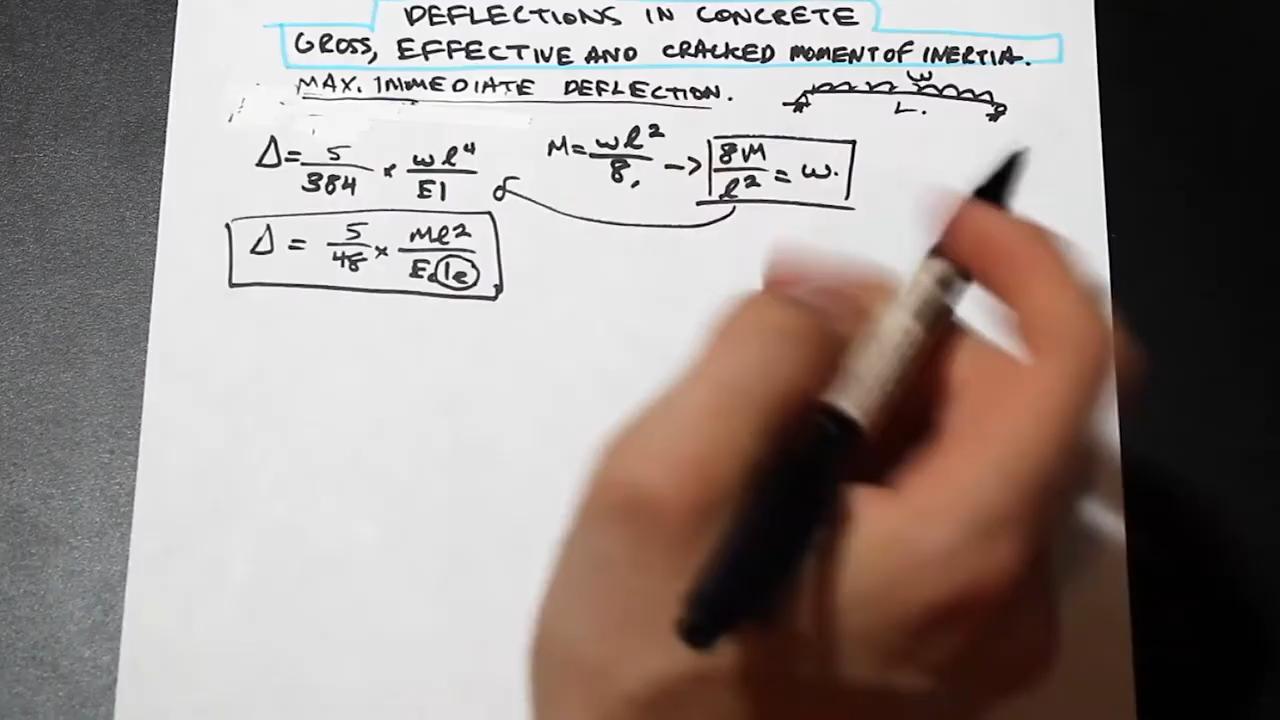 DEFLECTIONS IN CONCRETE
GROSS, EFFECTIVE AND CRACKED MOMENT OF INERTIA.
MAX. IMMEDIATE DEFLECTION.
w
L.
Δ = 5/384 × wl⁴/EI
M = wl²/8. -> 8M/l² = w.
Δ = 5/48 × Ml²/EcIe